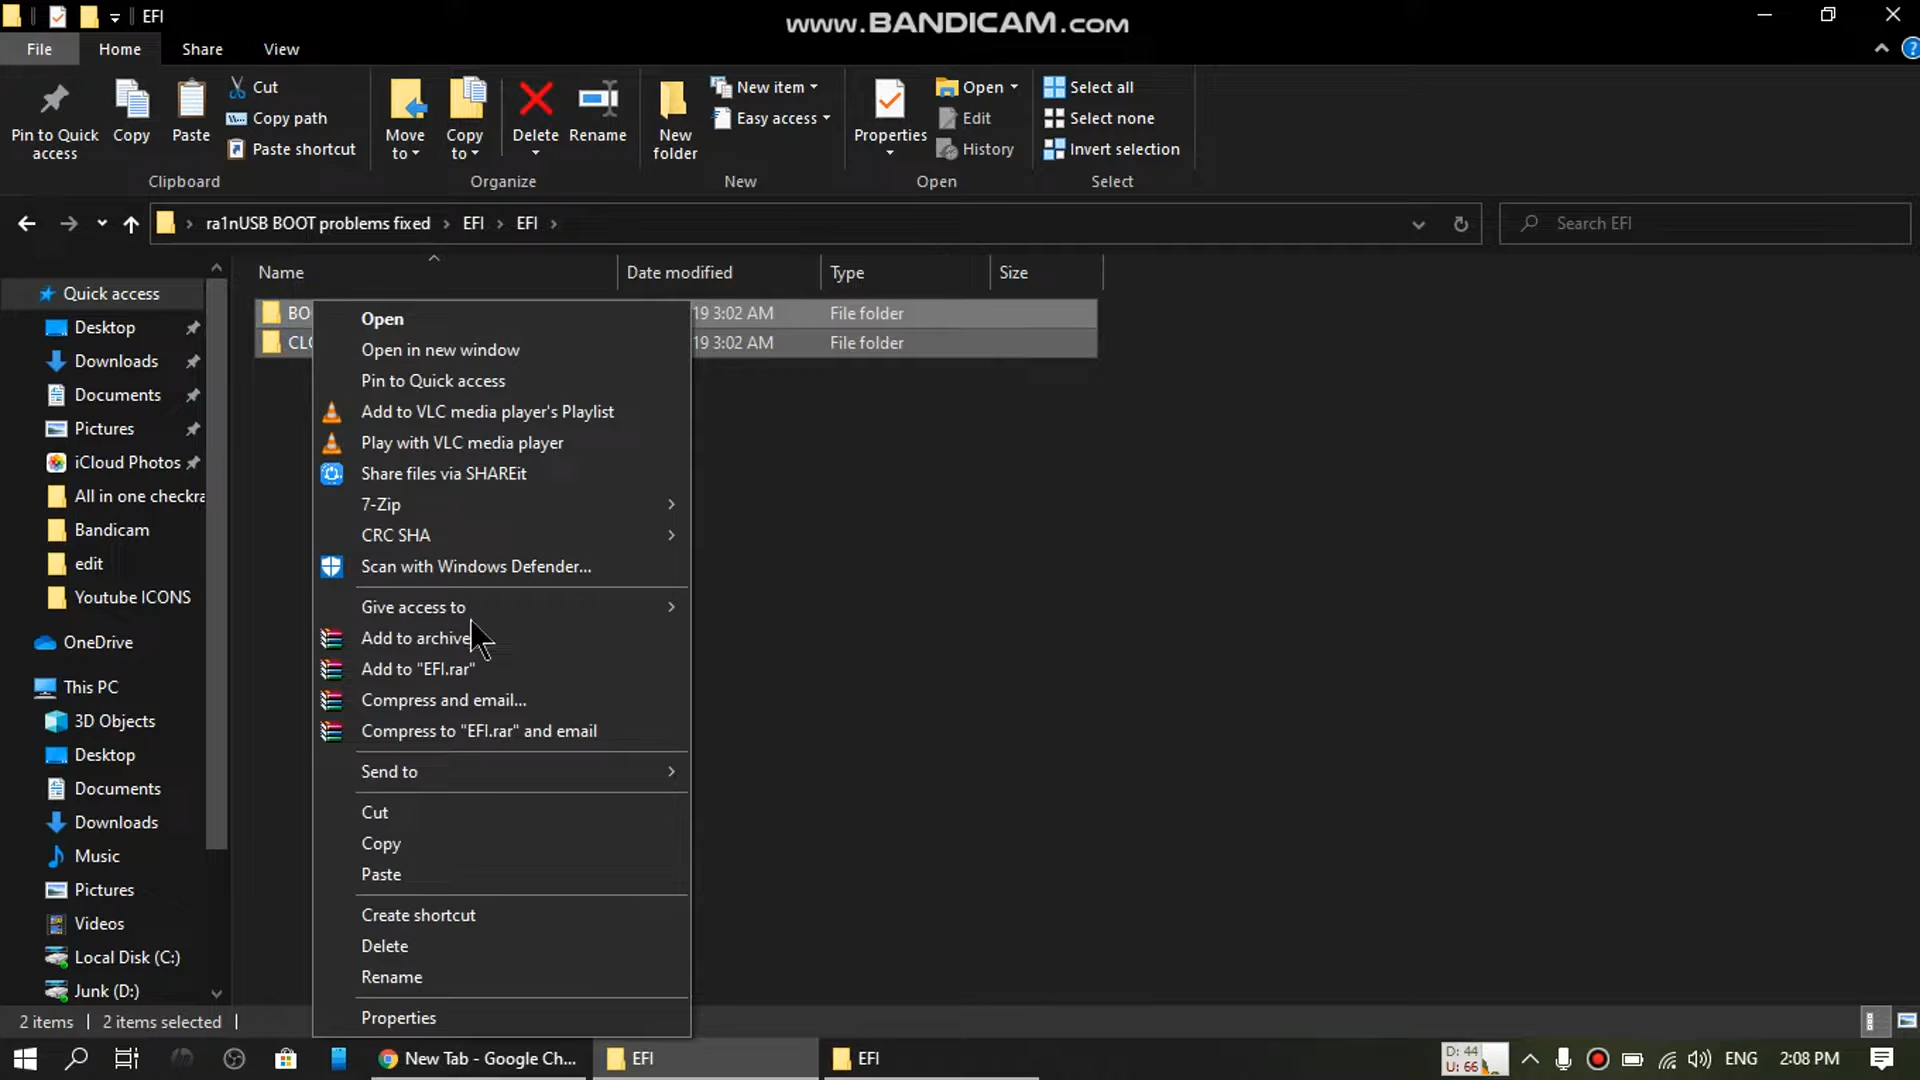 EFI
www.BANDICAM.com
File Home Share View
Pin to Quick access
Copy
Paste
Cut
Copy path
Paste shortcut
Clipboard
Move to
Copy to
Delete
Rename
Organize
New folder
New item
Easy access
New
Properties
Open
Edit
History
Open
Select all
Select none
Invert selection
Select
ra1nUSB BOOT problems fixed > EFI > EFI >
Search EFI
Name Date modified Type Size
BO 19 3:02 AM File folder
CLO 19 3:02 AM File folder
Quick access
Desktop
Downloads
Documents
Pictures
iCloud Photos
All in one checkra
Bandicam
edit
Youtube ICONS
OneDrive
This PC
3D Objects
Desktop
Documents
Downloads
Music
Pictures
Videos
Local Disk (C:)
Junk (D:)
Open
Open in new window
Pin to Quick access
Add to VLC media player's Playlist
Play with VLC media player
Share files via SHAREit
7-Zip
CRC SHA
Scan with Windows Defender...
Give access to
Add to archive
Add to "EFI.rar"
Compress and email...
Compress to "EFI.rar" and email
Send to
Cut
Copy
Paste
Create shortcut
Delete
Rename
Properties
2 items 2 items selected
New Tab - Google Ch...
EFI
EFI
D: 44
U: 66
ENG
2:08 PM